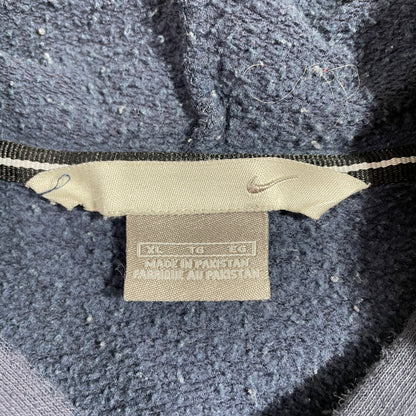 XL TG EG
MADE IN PAKISTAN
FABRIQUÉ AU PAKISTAN